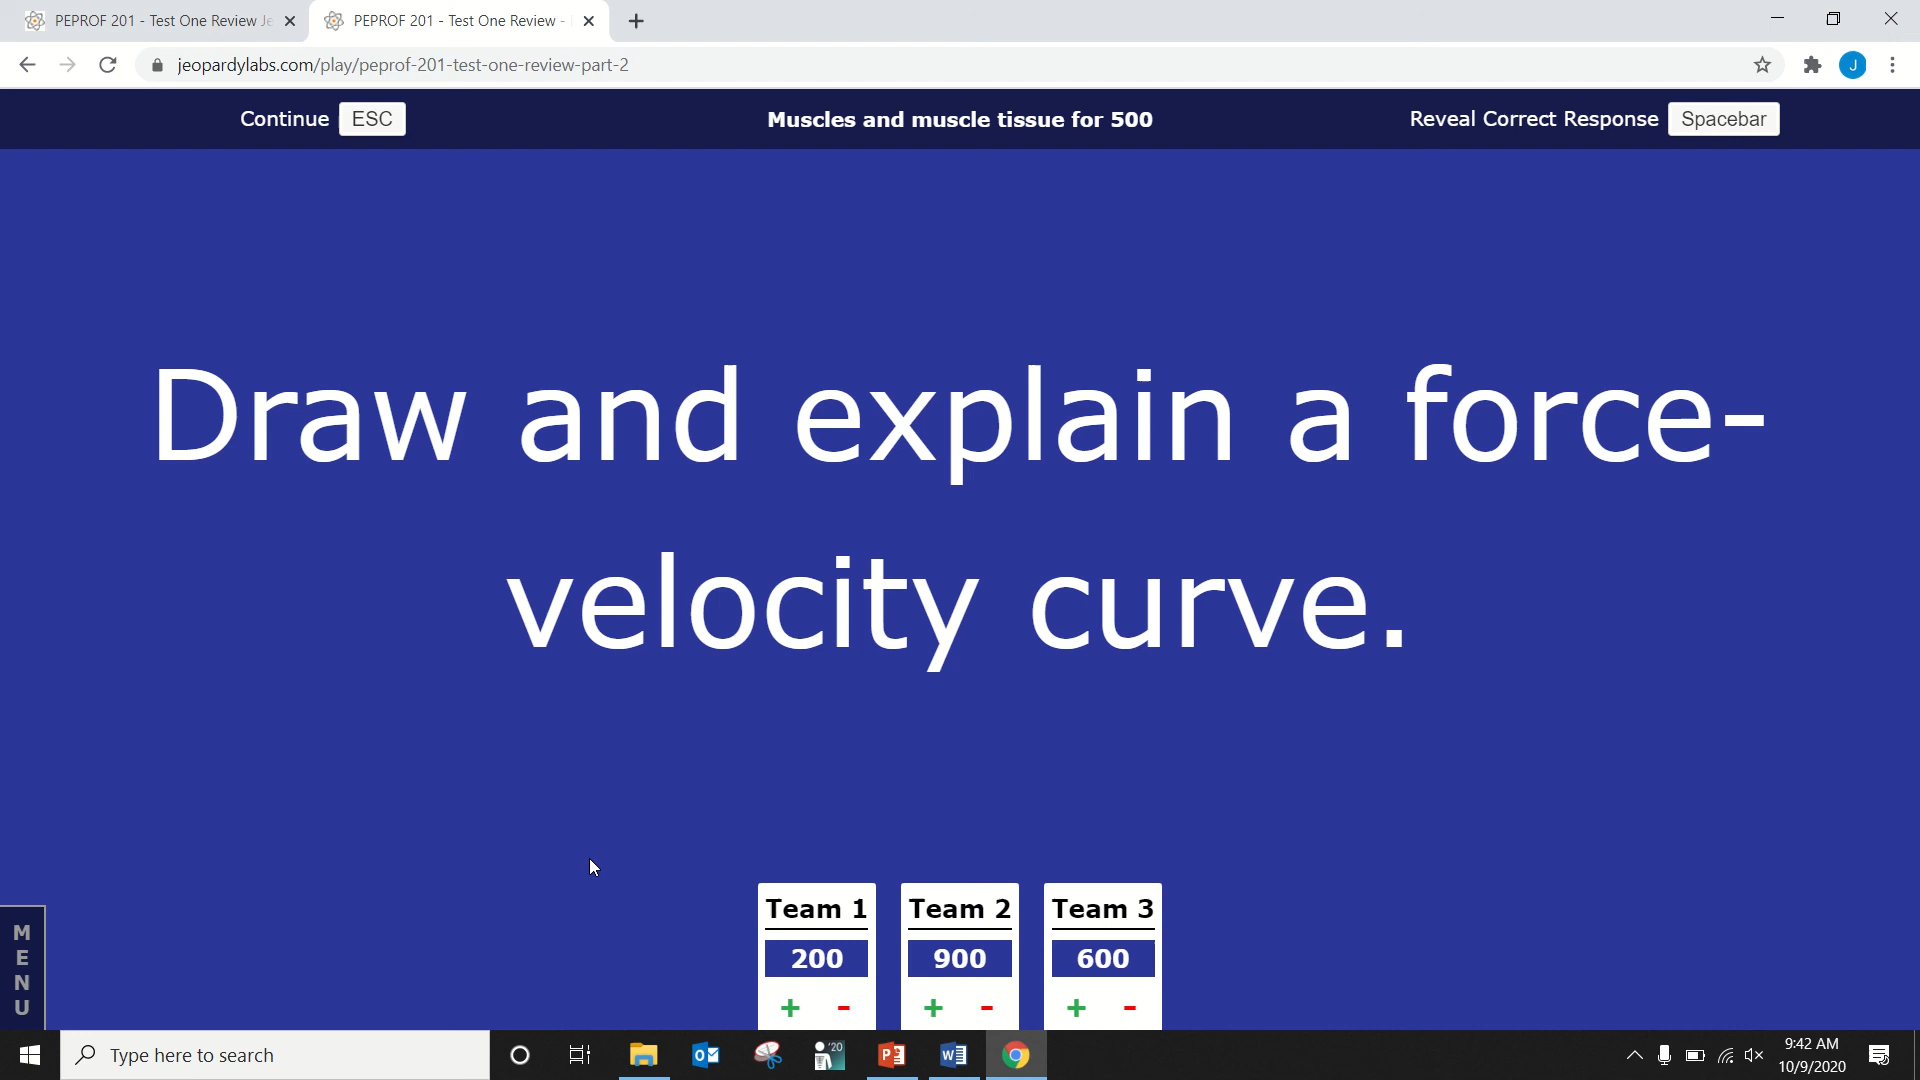 PEPROF 201 - Test One Review Je
PEPROF 201 - Test One Review -
jeopardylabs.com/play/peprof-201-test-one-review-part-2
J
Continue ESC
Muscles and muscle tissue for 500
Reveal Correct Response Spacebar
Draw and explain a force-
velocity curve.
MENU
Team 1 Team 2 Team 3
200 900 600
+ - + - + -
Type here to search
'20
9:42 AM
10/9/2020